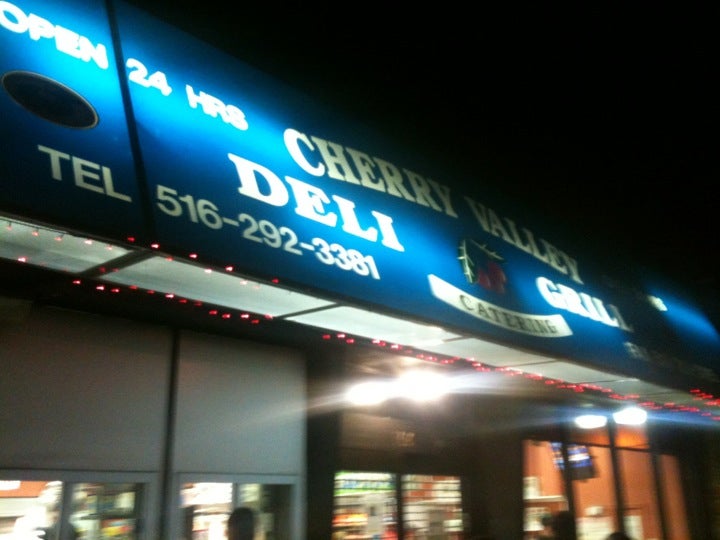 OPEN 24 HRS
CHERRY VALLEY
DELI GRILL
TEL 516-292-3381
CATERING